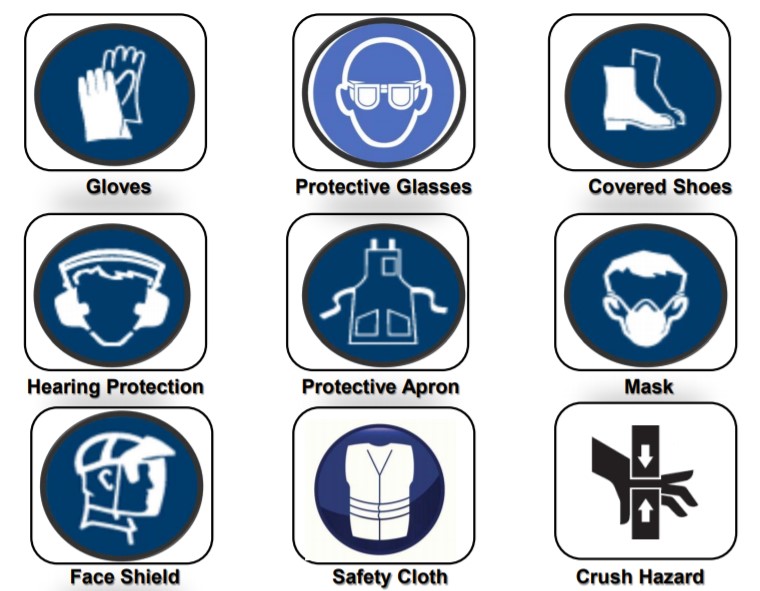 Gloves
Protective Glasses
Covered Shoes
Hearing Protection
Protective Apron
Mask
Face Shield
Safety Cloth
Crush Hazard